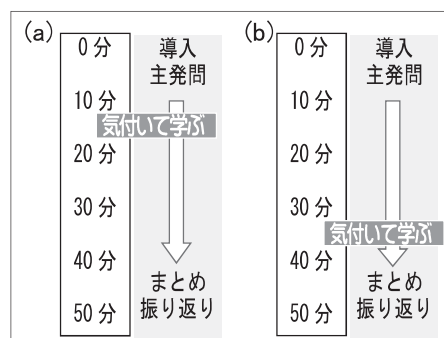 (a)
0分
10分
20分
30分
40分
50分
導入
主発問
気付いて学ぶ
まとめ
振り返り
(b)
0分
10分
20分
30分
40分
50分
導入
主発問
気付いて学ぶ
まとめ
振り返り